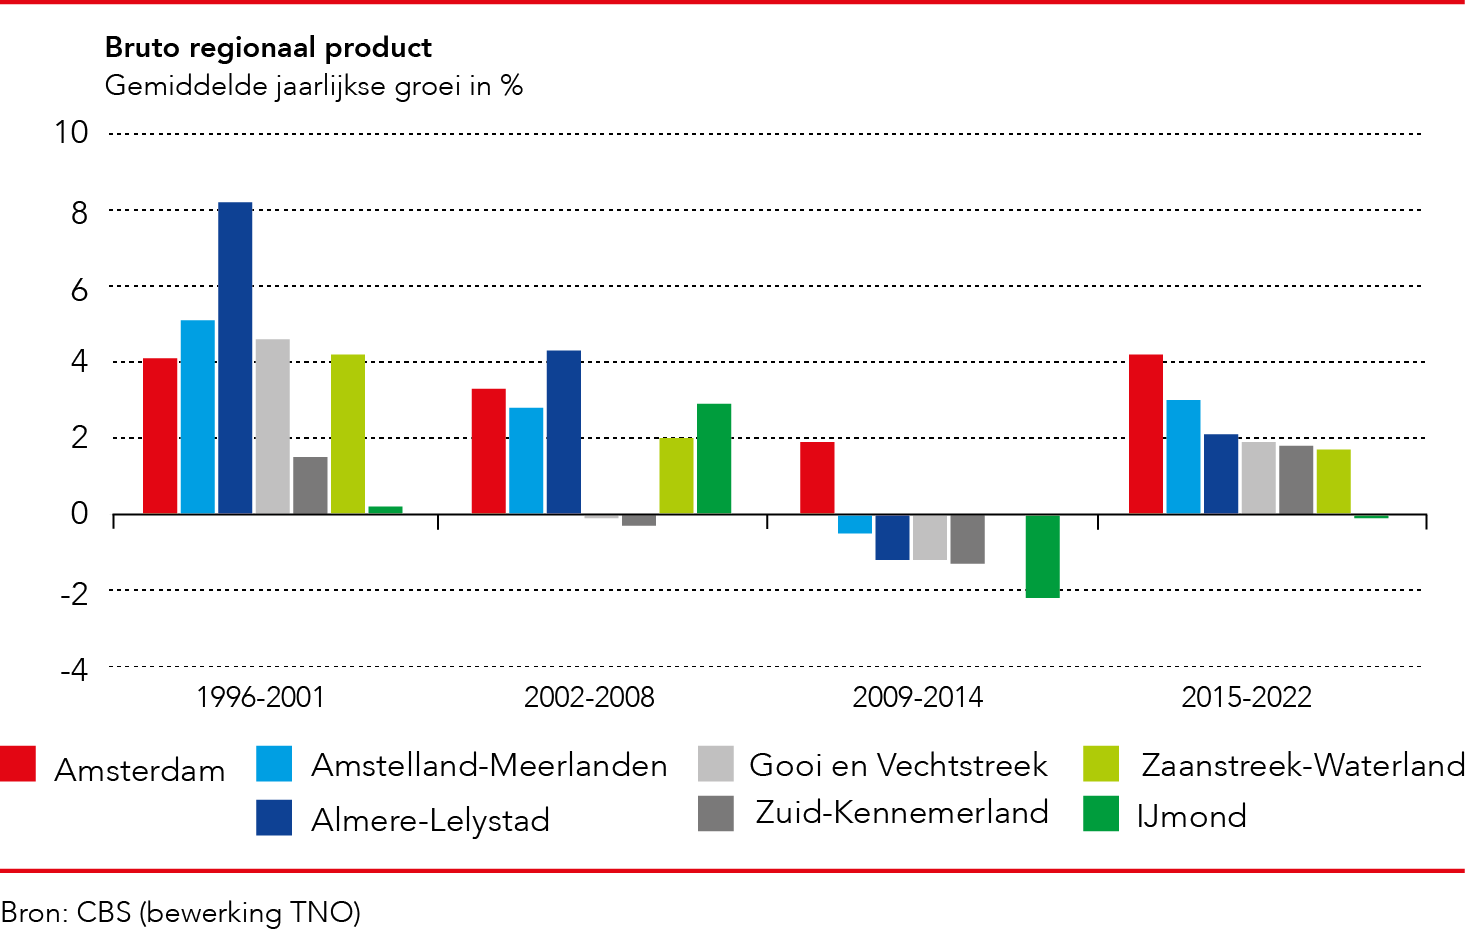 Bruto regionaal product
Gemiddelde jaarlijkse groei in %
10
8
6
4
2
0
-2
-4
1996-2001 2002-2008 2009-2014 2015-2022
Amsterdam Amstelland-Meerlanden Gooi en Vechtstreek Zaanstreek-Waterland
Almere-Lelystad Zuid-Kennemerland IJmond
Bron: CBS (bewerking TNO)